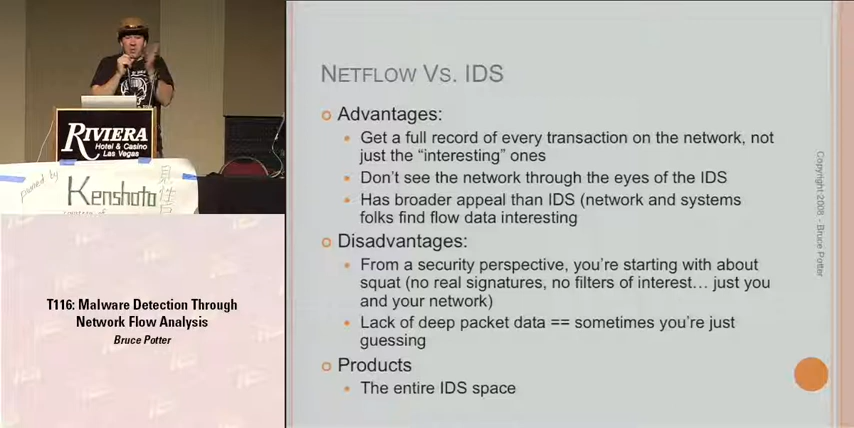 RIVIERA
Hotel & Casino
Las Vegas
pwned by
Kenshoto
T116: Malware Detection Through
Network Flow Analysis
Bruce Potter
NETFLOW VS. IDS
Advantages:
Get a full record of every transaction on the network, not
just the “interesting” ones
Don’t see the network through the eyes of the IDS
Has broader appeal than IDS (network and systems
folks find flow data interesting
Disadvantages:
From a security perspective, you’re starting with about
squat (no real signatures, no filters of interest… just you
and your network)
Lack of deep packet data == sometimes you’re just
guessing
Products
The entire IDS space
Copyright 2008 - Bruce Potter